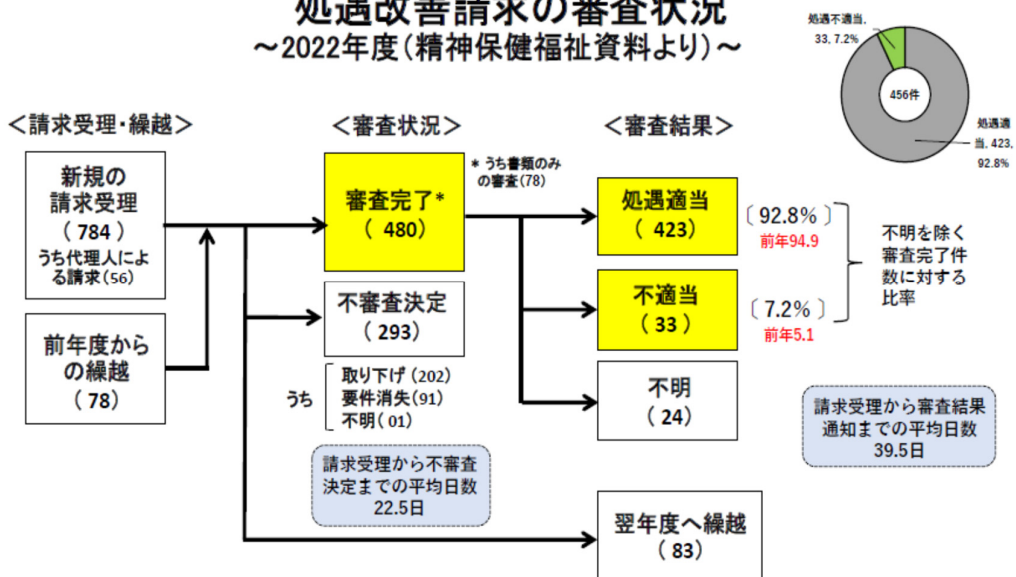 処遇改善請求の審査状況
～2022年度（精神保健福祉資料より）～
処遇不適当,
33, 7.2%
456件
処遇適
当, 423,
92.8%
＜請求受理・繰越＞
＜審査状況＞
＜審査結果＞
新規の
請求受理
（ 784 ）
うち代理人によ
る請求（56）
前年度から
の繰越
（ 78）
審査完了*
（ 480）
* うち書類のみ
の審査（78）
不審査決定
（ 293）
うち
取り下げ（202）
要件消失（91）
不明（ 01）
請求受理から不審査
決定までの平均日数
22.5日
処遇適当
（ 423）
〔 92.8% 〕
前年94.9
不適当
（ 33 ）
〔 7.2% 〕
前年5.1
不明を除く
審査完了件
数に対する
比率
不明
（ 24）
請求受理から審査結果
通知までの平均日数
39.5日
翌年度へ繰越
（ 83）